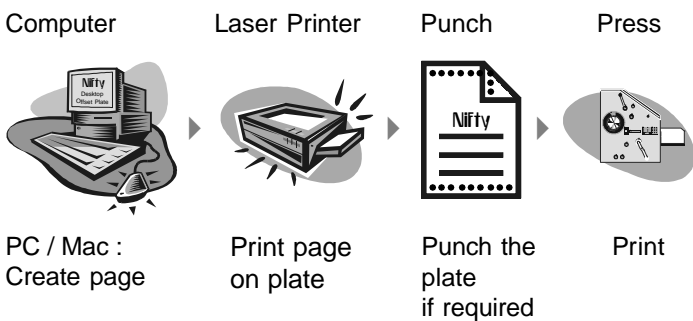 Computer
Laser Printer
Punch
Press
Nifty
Desktop
Offset Plate
Nifty
PC / Mac :
Create page
Print page
on plate
Punch the
plate
if required
Print